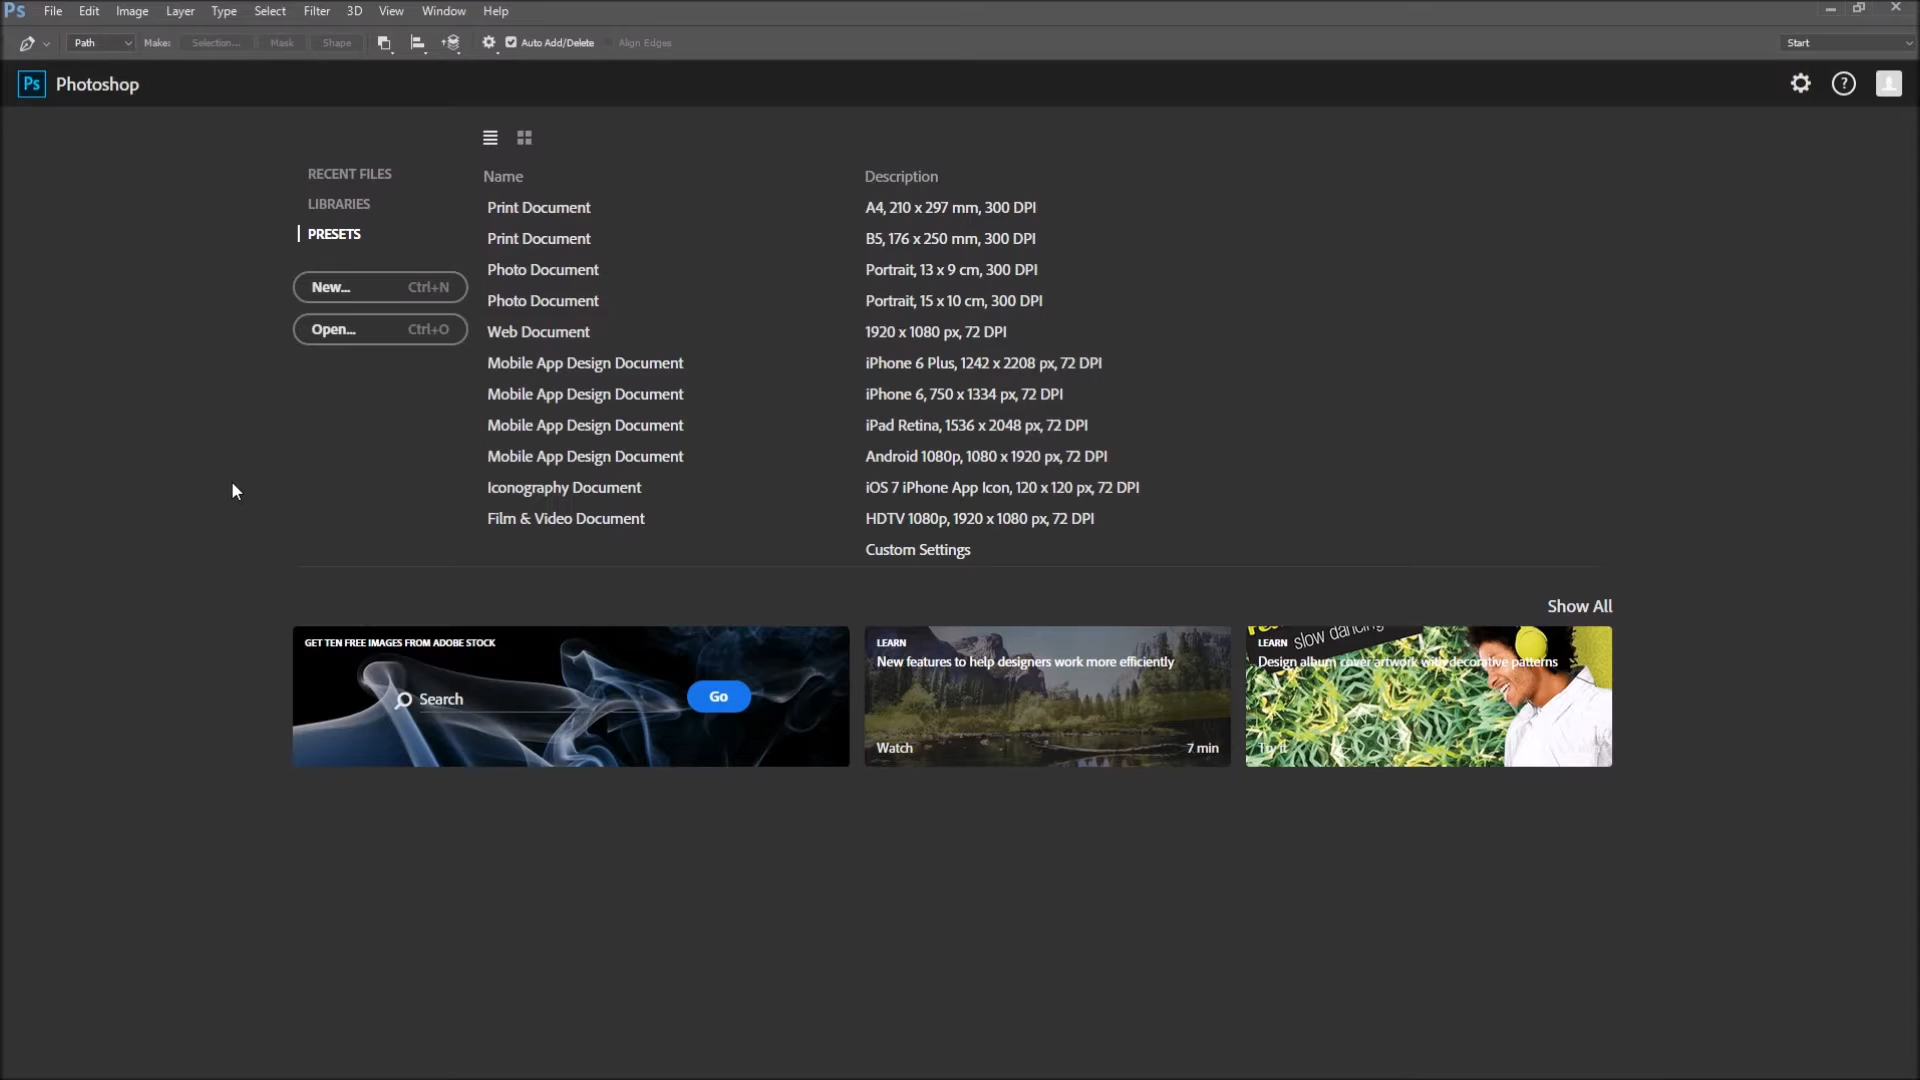 Ps File Edit Image Layer Type Select Filter 3D View Window Help
Path Make: Selection... Mask Shape Auto Add/Delete Align Edges Start
Ps Photoshop
RECENT FILES
LIBRARIES
PRESETS
New... Ctrl+N
Open... Ctrl+O
Name Description
Print Document A4, 210 x 297 mm, 300 DPI
Print Document B5, 176 x 250 mm, 300 DPI
Photo Document Portrait, 13 x 9 cm, 300 DPI
Photo Document Portrait, 15 x 10 cm, 300 DPI
Web Document 1920 x 1080 px, 72 DPI
Mobile App Design Document iPhone 6 Plus, 1242 x 2208 px, 72 DPI
Mobile App Design Document iPhone 6, 750 x 1334 px, 72 DPI
Mobile App Design Document iPad Retina, 1536 x 2048 px, 72 DPI
Mobile App Design Document Android 1080p, 1080 x 1920 px, 72 DPI
Iconography Document iOS 7 iPhone App Icon, 120 x 120 px, 72 DPI
Film & Video Document HDTV 1080p, 1920 x 1080 px, 72 DPI
Custom Settings
Show All
GET TEN FREE IMAGES FROM ADOBE STOCK
Search
Go
LEARN
New features to help designers work more efficiently
Watch 7 min
slow dancing
LEARN
Design album cover artwork with decorative patterns
Try it